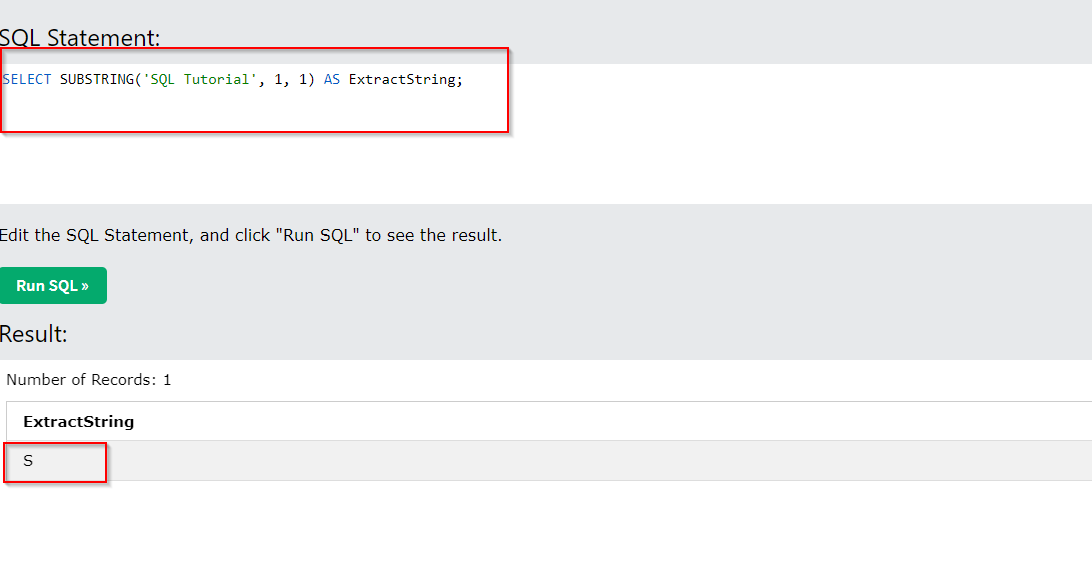 SQL Statement:
SELECT SUBSTRING('SQL Tutorial', 1, 1) AS ExtractString;
Edit the SQL Statement, and click "Run SQL" to see the result.
Run SQL »
Result:
Number of Records: 1
ExtractString
S